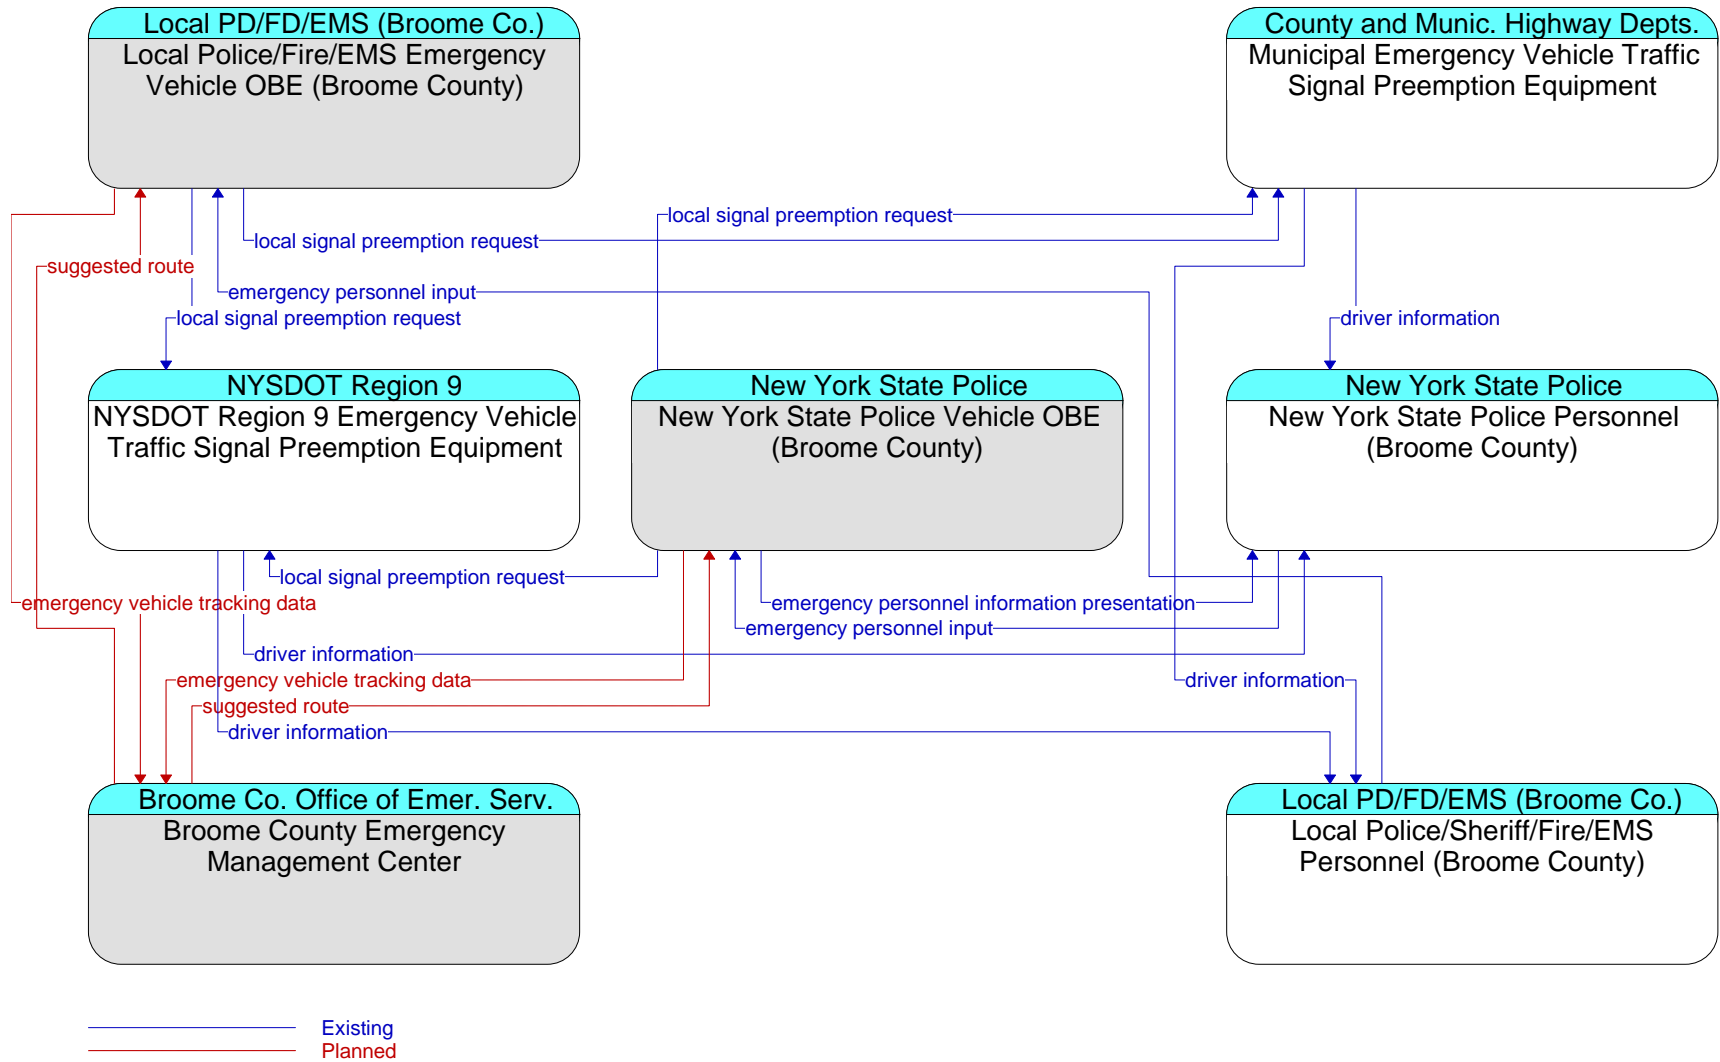 Local PD/FD/EMS (Broome Co.)
Local Police/Fire/EMS Emergency
Vehicle OBE (Broome County)
County and Munic. Highway Depts.
Municipal Emergency Vehicle Traffic
Signal Preemption Equipment
local signal preemption request
local signal preemption request
suggested route
emergency personnel input
local signal preemption request
driver information
NYSDOT Region 9
NYSDOT Region 9 Emergency Vehicle
Traffic Signal Preemption Equipment
New York State Police
New York State Police Vehicle OBE
(Broome County)
New York State Police
New York State Police Personnel
(Broome County)
local signal preemption request
emergency vehicle tracking data
emergency personnel information presentation
emergency personnel input
driver information
emergency vehicle tracking data
driver information
suggested route
driver information
Broome Co. Office of Emer. Serv.
Broome County Emergency
Management Center
Local PD/FD/EMS (Broome Co.)
Local Police/Sheriff/Fire/EMS
Personnel (Broome County)
Existing
Planned